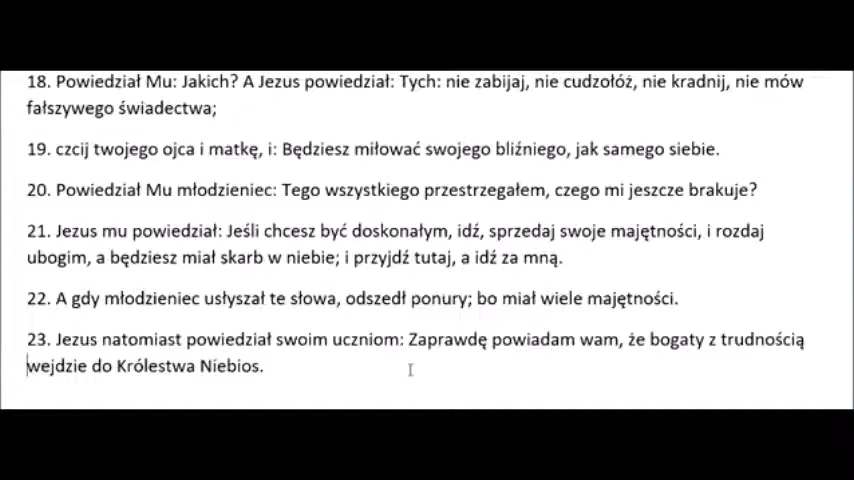 18. Powiedział Mu: Jakich? A Jezus powiedział: Tych: nie zabijaj, nie cudzołóż, nie kradnij, nie mów
fałszywego świadectwa;
19. czcij twojego ojca i matkę, i: Będziesz miłować swojego bliźniego, jak samego siebie.
20. Powiedział Mu młodzieniec: Tego wszystkiego przestrzegałem, czego mi jeszcze brakuje?
21. Jezus mu powiedział: Jeśli chcesz być doskonałym, idź, sprzedaj swoje majętności, i rozdaj
ubogim, a będziesz miał skarb w niebie; i przyjdź tutaj, a idź za mną.
22. A gdy młodzieniec usłyszał te słowa, odszedł ponury; bo miał wiele majętności.
23. Jezus natomiast powiedział swoim uczniom: Zaprawdę powiadam wam, że bogaty z trudnością
wejdzie do Królestwa Niebios.